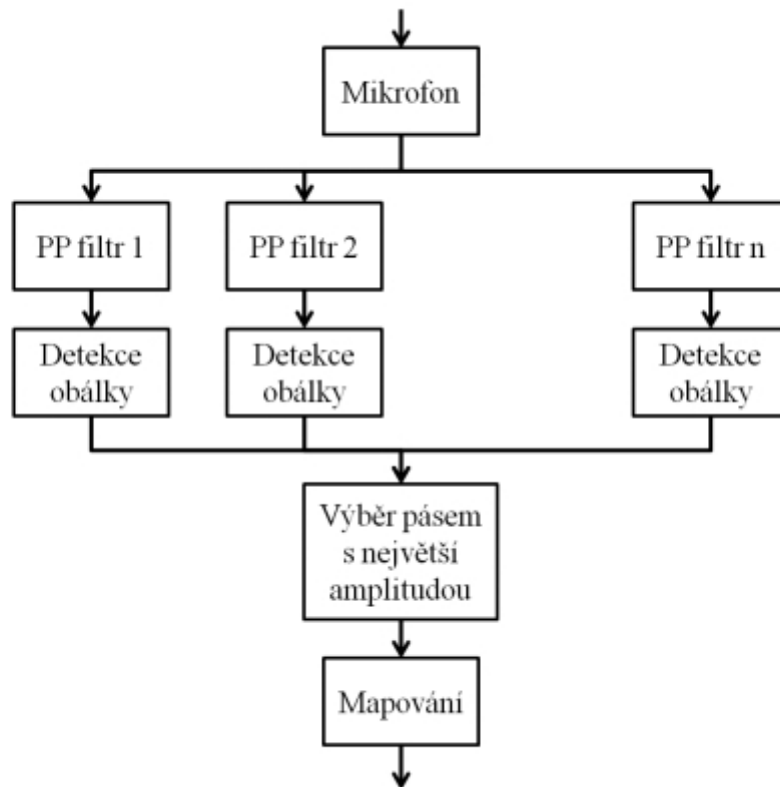 Mikrofon
PP filtr 1
PP filtr 2
PP filtr n
Detekce
obálky
Detekce
obálky
Detekce
obálky
Výběr pásem
s největší
amplitudou
Mapování